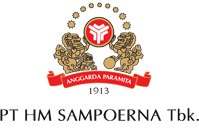 ANGGARDA PARAMITA
1913
PT HM SAMPOERNA Tbk.